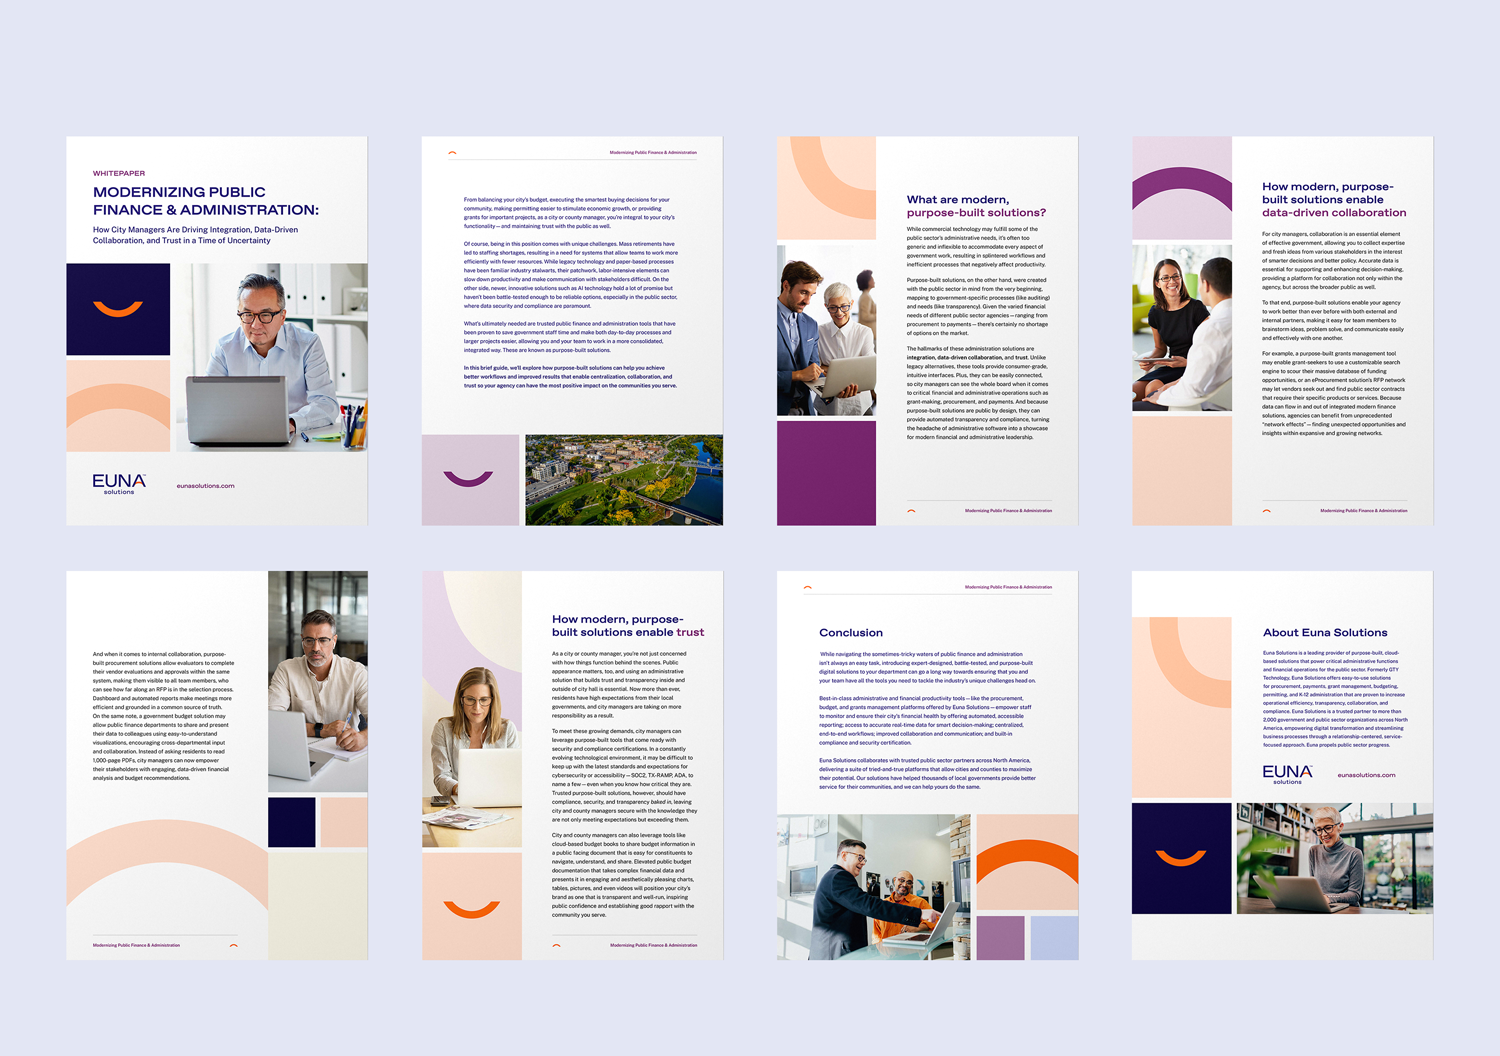 WHITEPAPER
MODERNIZING PUBLIC
FINANCE & ADMINISTRATION:
How City Managers Are Driving Integration, Data-Driven
Collaboration, and Trust in a Time of Uncertainty
EUNA™
solutions
eunasolutions.com
Modernizing Public Finance & Administration
From balancing your city's budget, executing the smartest buying decisions for your
community, making permitting easier to stimulate economic growth, or providing
grants for important projects, as a city or county manager, you're integral to your city's
functionality — and maintaining trust with the public as well.
Of course, being in this position comes with unique challenges. Mass retirements have
led to staffing shortages, resulting in a need for systems that allow teams to work more
efficiently with fewer resources. While legacy technology and paper-based processes
have been familiar industry stalwarts, their patchwork, labor-intensive elements can
slow down productivity and make communication with stakeholders difficult. On the
other side, newer, innovative solutions such as AI technology hold a lot of promise but
haven't been battle-tested enough to be reliable options, especially in the public sector,
where data security and compliance are paramount.
What's ultimately needed are trusted public finance and administration tools that have
been proven to save government staff time and make both day-to-day processes and
larger projects easier, allowing you and your team to work in a more consolidated,
integrated way. These are known as purpose-built solutions.
In this brief guide, we'll explore how purpose-built solutions can help you achieve
better workflows and improved results that enable centralization, collaboration, and
trust so your agency can have the most positive impact on the communities you serve.
What are modern,
purpose-built solutions?
While commercial technology may fulfill some of the
public sector's administrative needs, it's often too
generic and inflexible to accommodate every aspect of
government work, resulting in splintered workflows and
inefficient processes that negatively affect productivity.
Purpose-built solutions, on the other hand, were created
with the public sector in mind from the very beginning,
mapping to government-specific processes (like auditing)
and needs (like transparency). Given the varied financial
needs of different public sector agencies — ranging from
procurement to payments — there's certainly no shortage
of options on the market.
The hallmarks of these administration solutions are
integration, data-driven collaboration, and trust. Unlike
legacy alternatives, these tools provide consumer-grade,
intuitive interfaces. Plus, they can be easily connected,
so city managers can see the whole board when it comes
to critical financial and administrative operations such as
grant-making, procurement, and payments. And because
purpose-built solutions are public by design, they can
provide automated transparency and compliance, turning
the headache of administrative software into a showcase
for modern financial and administrative leadership.
Modernizing Public Finance & Administration
How modern, purpose-
built solutions enable
data-driven collaboration
For city managers, collaboration is an essential element
of effective government, allowing you to collect expertise
and fresh ideas from various stakeholders in the interest
of smarter decisions and better policy. Accurate data is
essential for supporting and enhancing decision-making,
providing a platform for collaboration not only within the
agency, but across the broader public as well.
To that end, purpose-built solutions enable your agency
to work better than ever before with both external and
internal partners, making it easy for team members to
brainstorm ideas, problem solve, and communicate easily
and effectively with one another.
For example, a purpose-built grants management tool
may enable grant-seekers to use a customizable search
engine to scour their massive database of funding
opportunities, or an eProcurement solution's RFP network
may let vendors seek out and find public sector contracts
that require their specific products or services. Because
data can flow in and out of integrated modern finance
solutions, agencies can benefit from unprecedented
"network effects" — finding unexpected opportunities and
insights within expansive and growing networks.
Modernizing Public Finance & Administration
And when it comes to internal collaboration, purpose-
built procurement solutions allow evaluators to complete
their vendor evaluations and approvals within the same
system, making them visible to all team members, who
can see how far along an RFP is in the selection process.
Dashboard and automated reports make meetings more
efficient and grounded in a common source of truth.
On the same note, a government budget solution may
allow public finance departments to share and present
their data to colleagues using easy-to-understand
visualizations, encouraging cross-departmental input
and collaboration. Instead of asking residents to read
1,000-page PDFs, city managers can now empower
their stakeholders with engaging, data-driven financial
analysis and budget recommendations.
Modernizing Public Finance & Administration
How modern, purpose-
built solutions enable trust
As a city or county manager, you're not just concerned
with how things function behind the scenes. Public
appearance matters, too, and using an administrative
solution that builds trust and transparency inside and
outside of city hall is essential. Now more than ever,
residents have high expectations from their local
governments, and city managers are taking on more
responsibility as a result.
To meet these growing demands, city managers can
leverage purpose-built tools that come ready with
security and compliance certifications. In a constantly
evolving technological environment, it may be difficult to
keep up with the latest standards and expectations for
cybersecurity or accessibility — SOC2, TX-RAMP, ADA, to
name a few — even when you know how critical they are.
Trusted purpose-built solutions, however, should have
compliance, security, and transparency baked in, leaving
city and county managers secure with the knowledge they
are not only meeting expectations but exceeding them.
City and county managers can also leverage tools like
cloud-based budget books to share budget information in
a public facing document that is easy for constituents to
navigate, understand, and share. Elevated public budget
documentation that takes complex financial data and
presents it in engaging and aesthetically pleasing charts,
tables, pictures, and even videos will position your city's
brand as one that is transparent and well-run, inspiring
public confidence and establishing good rapport with the
community you serve.
Modernizing Public Finance & Administration
Modernizing Public Finance & Administration
Conclusion
While navigating the sometimes-tricky waters of public finance and administration
isn't always an easy task, introducing expert-designed, battle-tested, and purpose-built
digital solutions to your department can go a long way towards ensuring that you and
your team have all the tools you need to tackle the industry's unique challenges head on.
Best-in-class administrative and financial productivity tools — like the procurement,
budget, and grants management platforms offered by Euna Solutions — empower staff
to monitor and ensure their city's financial health by offering automated, accessible
reporting; access to accurate real-time data for smart decision-making; centralized,
end-to-end workflows; improved collaboration and communication; and built-in
compliance and security certification.
Euna Solutions collaborates with trusted public sector partners across North America,
delivering a suite of tried-and-true platforms that allow cities and counties to maximize
their potential. Our solutions have helped thousands of local governments provide better
service for their communities, and we can help yours do the same.
About Euna Solutions
Euna Solutions is a leading provider of purpose-built, cloud-
based solutions that power critical administrative functions
and financial operations for the public sector. Formerly GTY
Technology, Euna Solutions offers easy-to-use solutions
for procurement, payments, grant management, budgeting,
permitting, and K-12 administration that are proven to increase
operational efficiency, transparency, collaboration, and
compliance. Euna Solutions is a trusted partner to more than
2,000 government and public sector organizations across North
America, empowering digital transformation and streamlining
business processes through a relationship-centered, service-
focused approach. Euna propels public sector progress.
EUNA™
solutions
eunasolutions.com